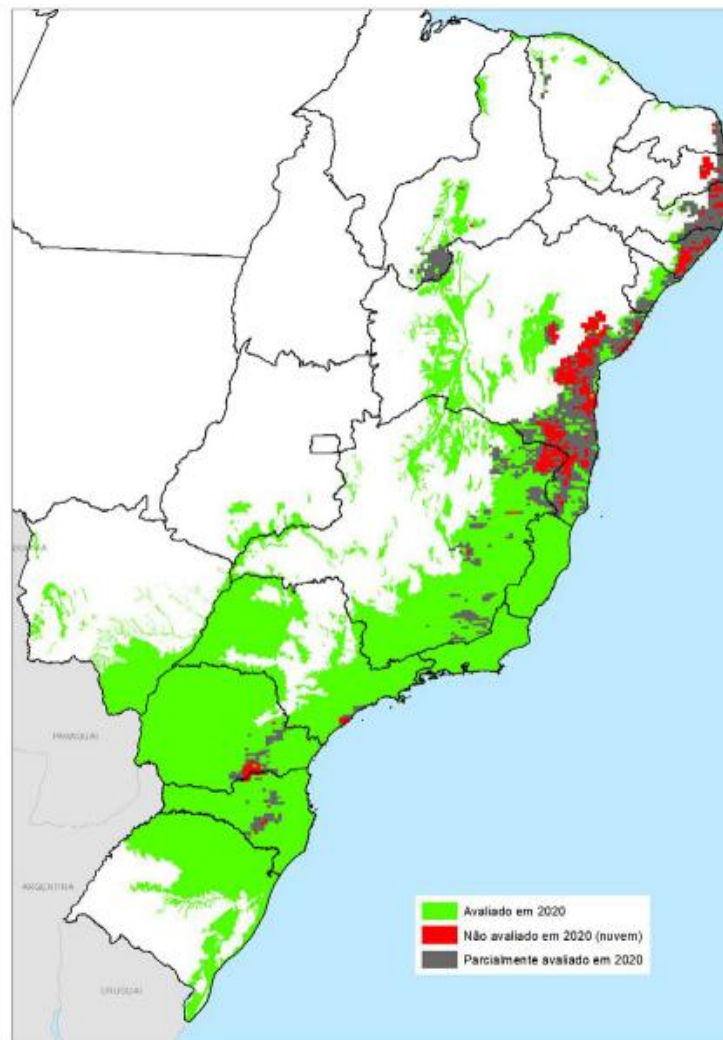 PARAGUAI
ARGENTINA
Avaliado em 2020
Não avaliado em 2020 (nuvem)
Parcialmente avaliado em 2020
URUGUAI